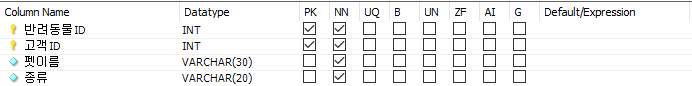 Column Name Datatype PK NN UQ B UN ZF AI G Default/Expression
반려동물ID INT
고객ID INT
펫이름 VARCHAR(30)
종류 VARCHAR(20)